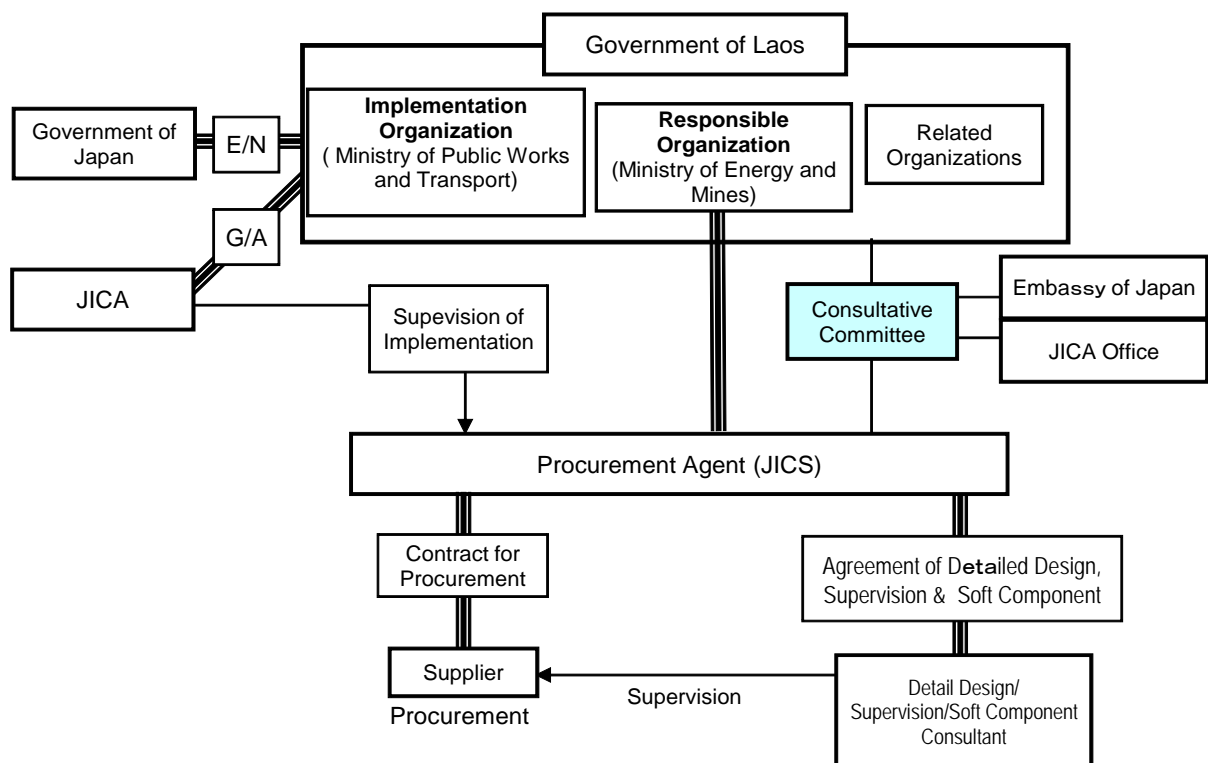 Government of Laos
Implementation
Organization
( Ministry of Public Works
and Transport)
Responsible
Organization
(Ministry of Energy and
Mines)
Related
Organizations
Government of
Japan
E/N
G/A
JICA
Supevision of
Implementation
Consultative
Committee
Embassy of Japan
JICA Office
Procurement Agent (JICS)
Contract for
Procurement
Agreement of Detailed Design,
Supervision & Soft Component
Supplier
Procurement
Supervision
Detail Design/
Supervision/Soft Component
Consultant